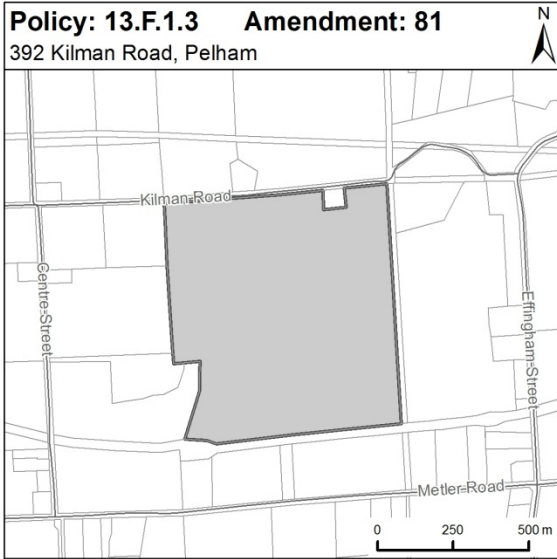 Policy: 13.F.1.3 Amendment: 81
392 Kilman Road, Pelham
N
Kilman Road
Centre Street
Effingham Street
Metler Road
0 250 500 m